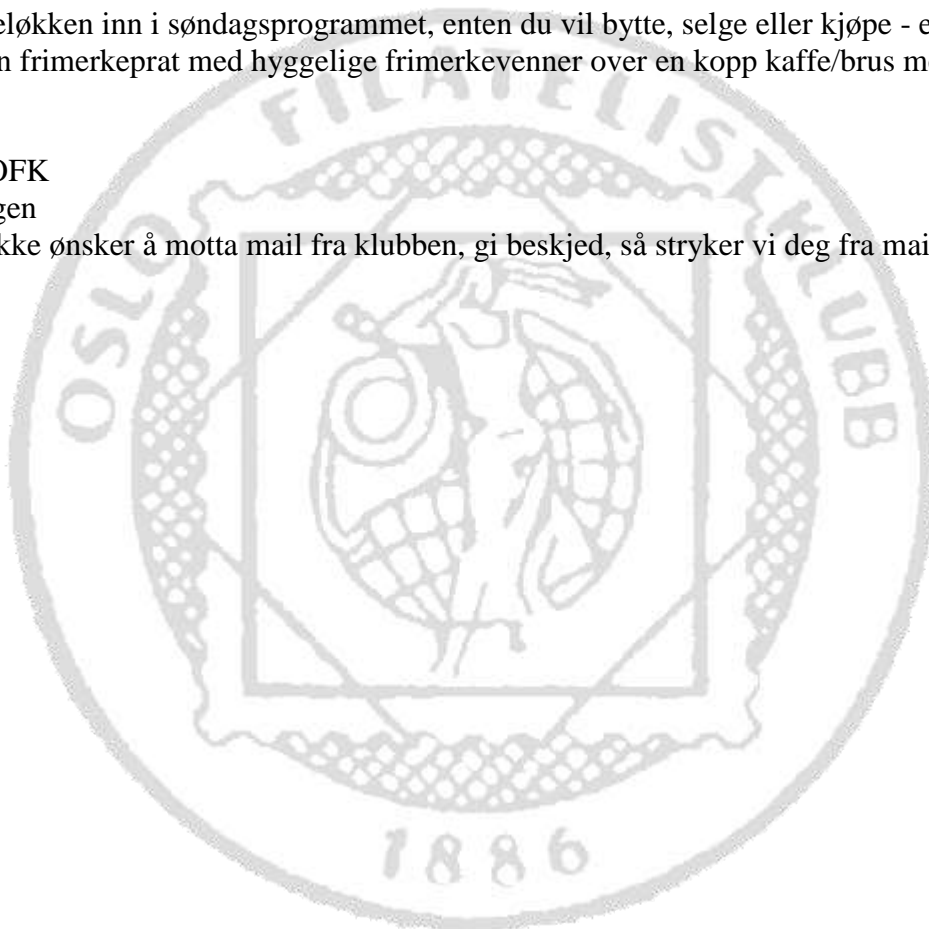 eløkken inn i søndagsprogrammet, enten du vil bytte, selge eller kjøpe - e
n frimerkeprat med hyggelige frimerkevenner over en kopp kaffe/brus m
OFK
gen
kke ønsker å motta mail fra klubben, gi beskjed, så stryker vi deg fra mai
OSLO FILATELISTKLUBB
1886